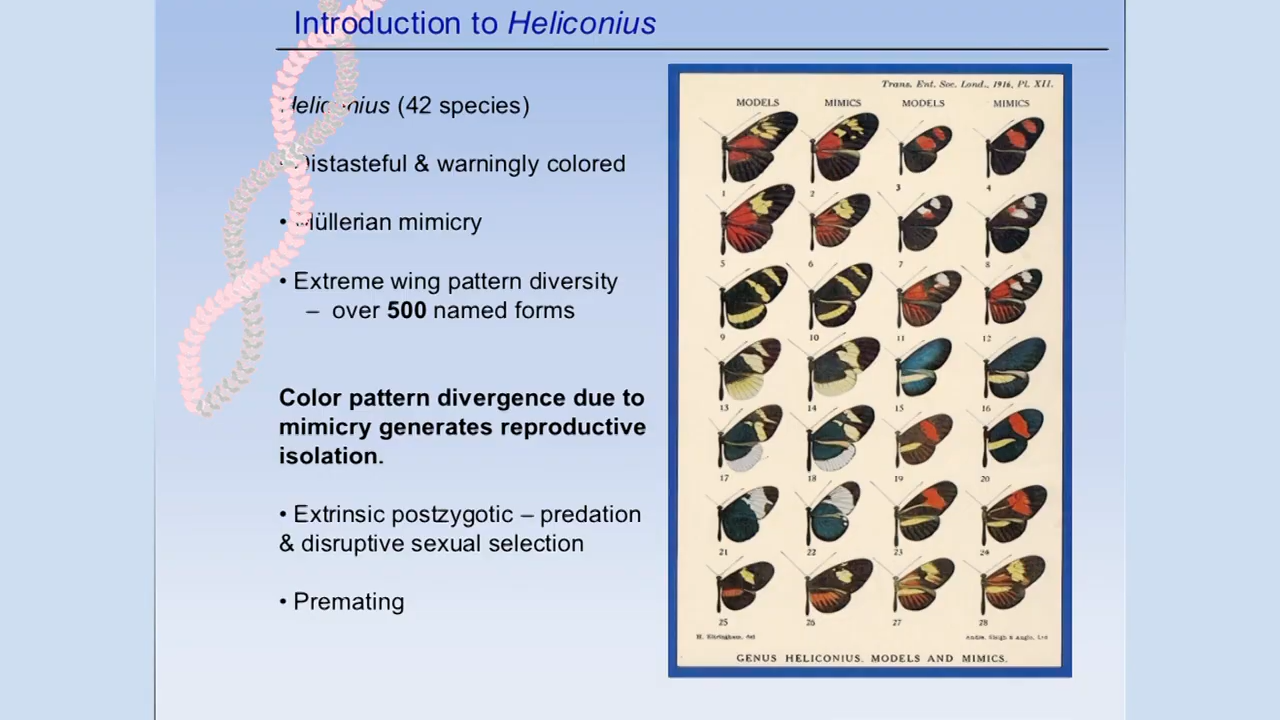 Introduction to Heliconius
Heliconius (42 species)
• Distasteful & warningly colored
• Müllerian mimicry
• Extreme wing pattern diversity
– over 500 named forms
Color pattern divergence due to
mimicry generates reproductive
isolation.
• Extrinsic postzygotic – predation
& disruptive sexual selection
• Premating
Trans. Ent. Soc. Lond., 1916, Pl. XII.
MODELS MIMICS MODELS MIMICS
1 2 3 4
5 6 7 8
9 10 11 12
13 14 15 16
17 18 19 20
21 22 23 24
25 26 27 28
GENUS HELICONIUS. MODELS AND MIMICS.